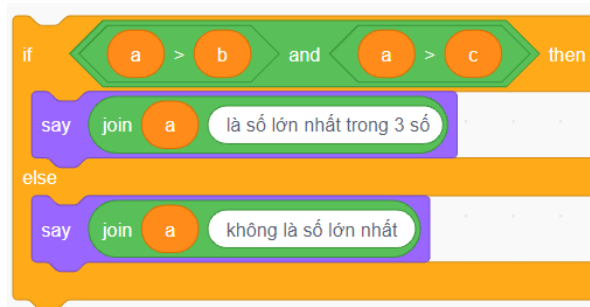 if a > b and a > c then
say join a là số lớn nhất trong 3 số
else
say join a không là số lớn nhất